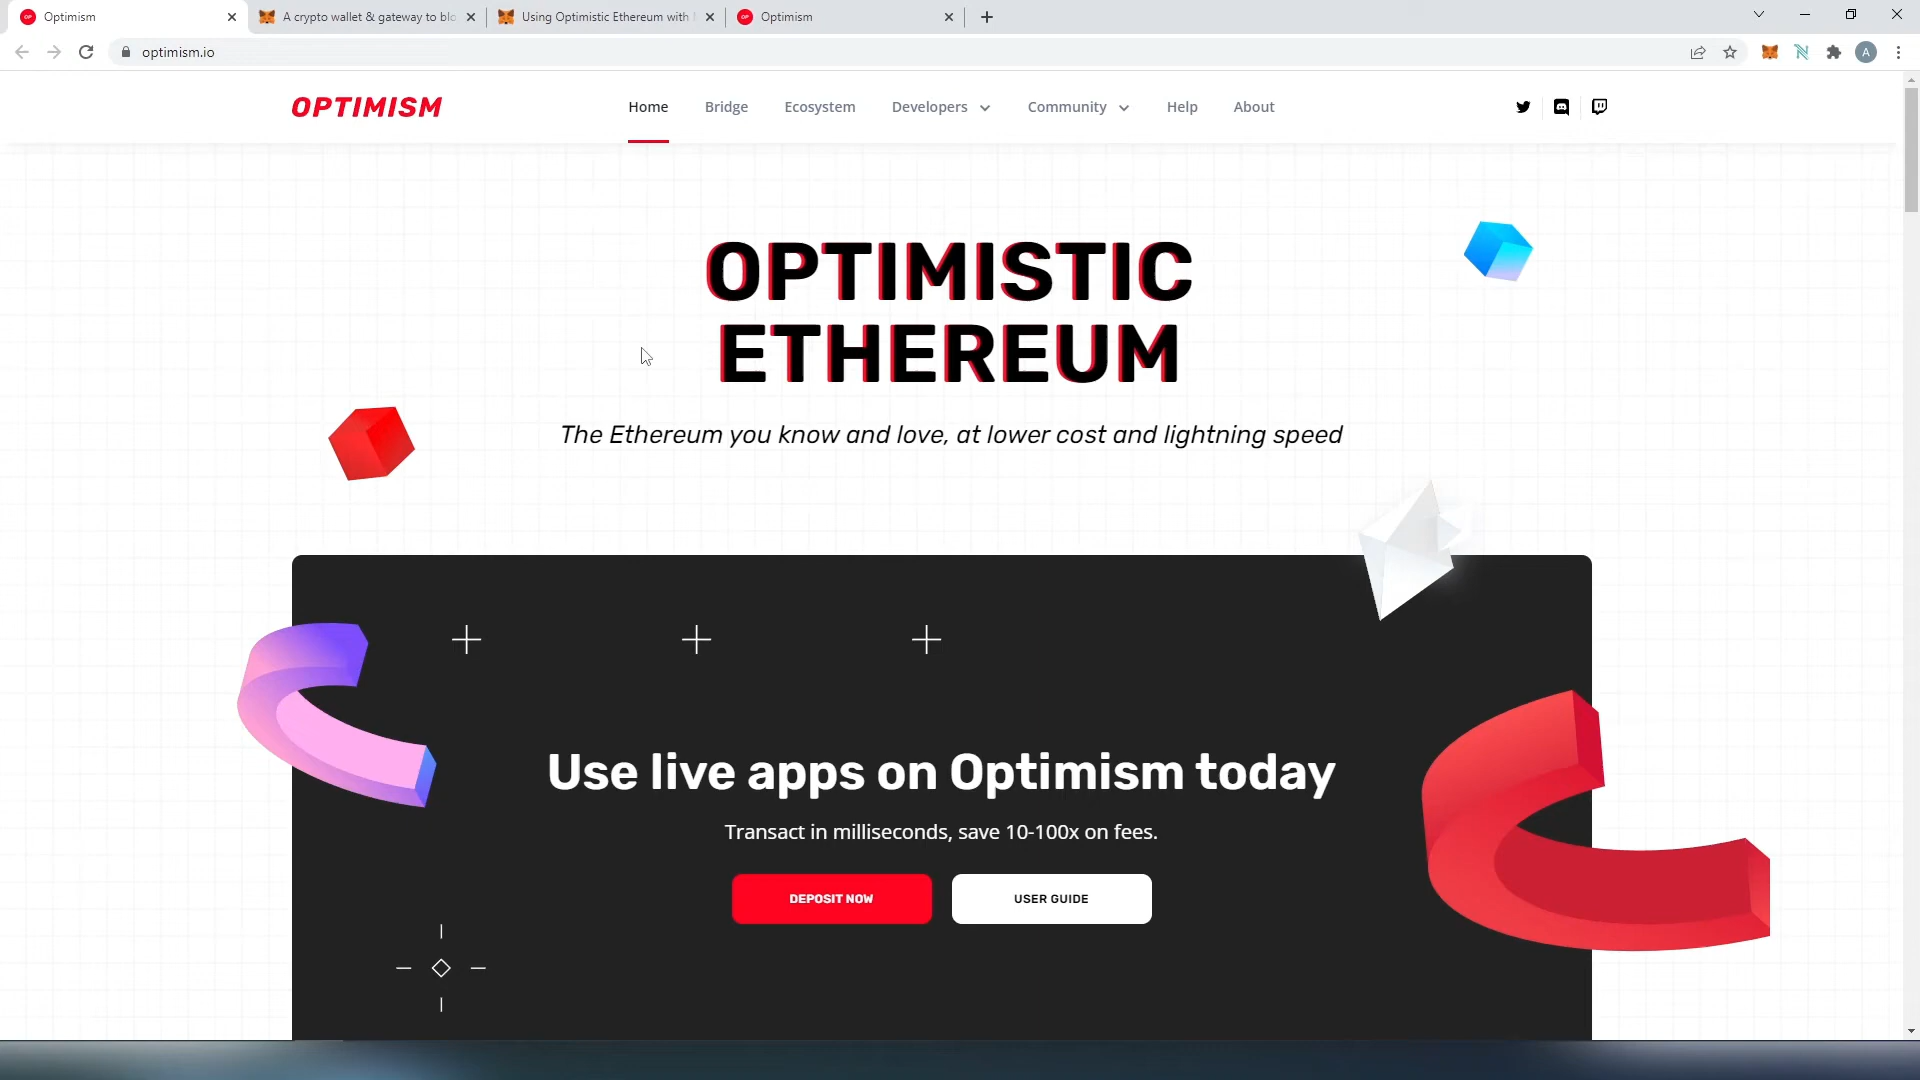 Optimism
A crypto wallet & gateway to blo
Using Optimistic Ethereum with
Optimism
optimism.io
A
OPTIMISM
Home
Bridge
Ecosystem
Developers
Community
Help
About
OPTIMISTIC
ETHEREUM
The Ethereum you know and love, at lower cost and lightning speed
Use live apps on Optimism today
Transact in milliseconds, save 10-100x on fees.
DEPOSIT NOW
USER GUIDE